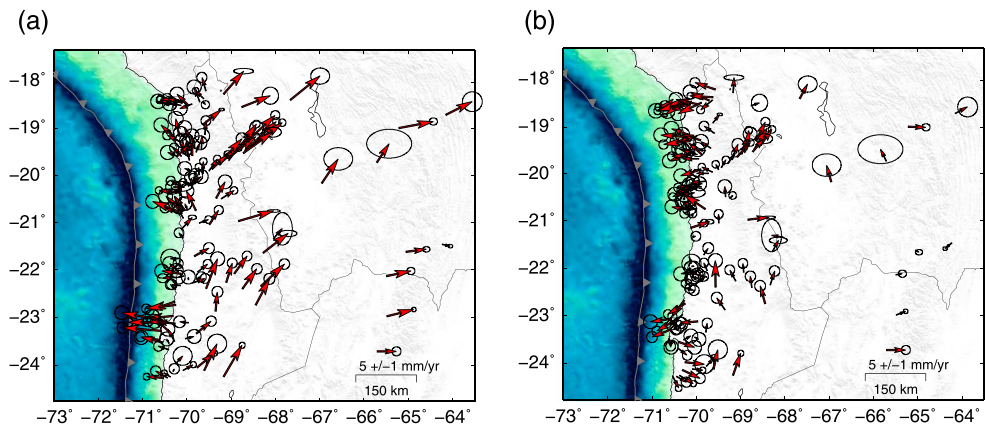 (a)
(b)
−18˚
−19˚
−20˚
−21˚
−22˚
−23˚
−24˚
5 +/−1 mm/yr
150 km
−73 −72˚ −71˚ −70˚ −69˚ −68˚ −67˚ −66˚ −65˚ −64˚
−18˚
−19˚
−20˚
−21˚
−22˚
−23˚
−24˚
5 +/−1 mm/yr
150 km
−73˚ −72˚ −71˚ −70˚ −69˚ −68˚ −67˚ −66˚ −65˚ −64˚